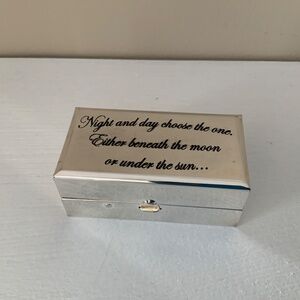 Night and day choose the one.
Either beneath the moon
or under the sun...